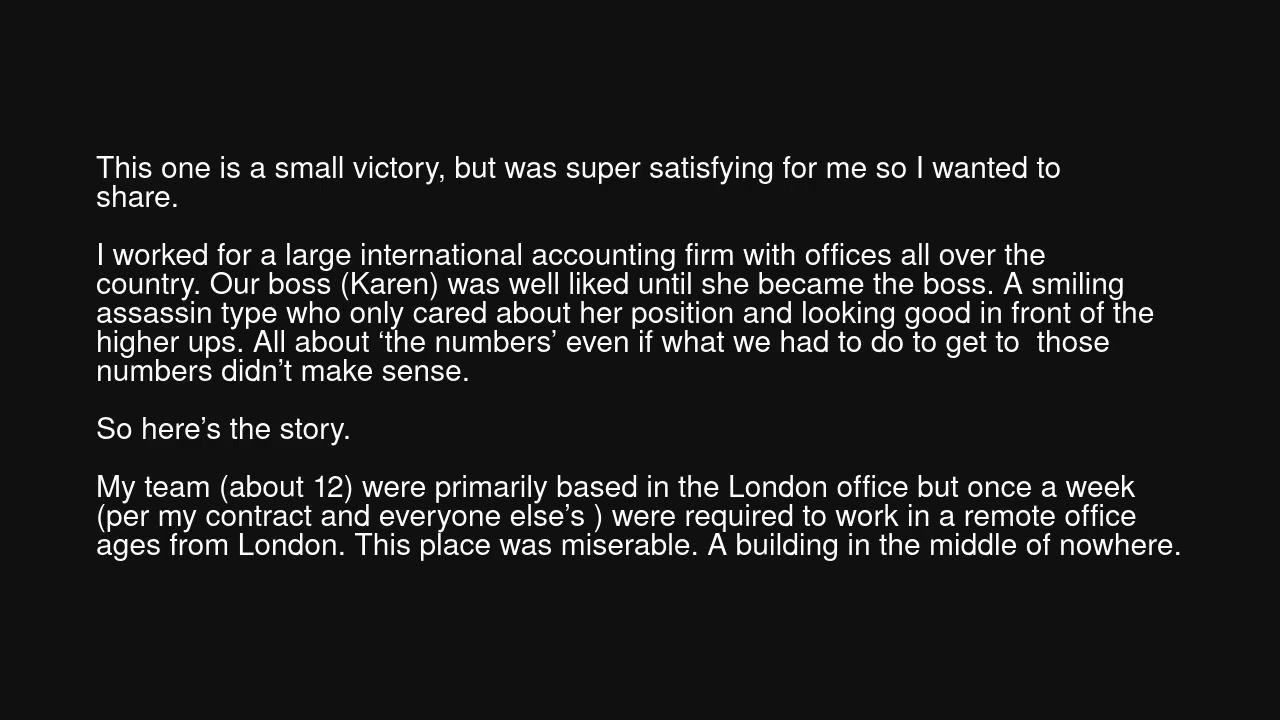 This one is a small victory, but was super satisfying for me so I wanted to
share.
I worked for a large international accounting firm with offices all over the
country. Our boss (Karen) was well liked until she became the boss. A smiling
assassin type who only cared about her position and looking good in front of the
higher ups. All about ‘the numbers’ even if what we had to do to get to  those
numbers didn’t make sense.
So here’s the story.
My team (about 12) were primarily based in the London office but once a week
(per my contract and everyone else’s ) were required to work in a remote office
ages from London. This place was miserable. A building in the middle of nowhere.